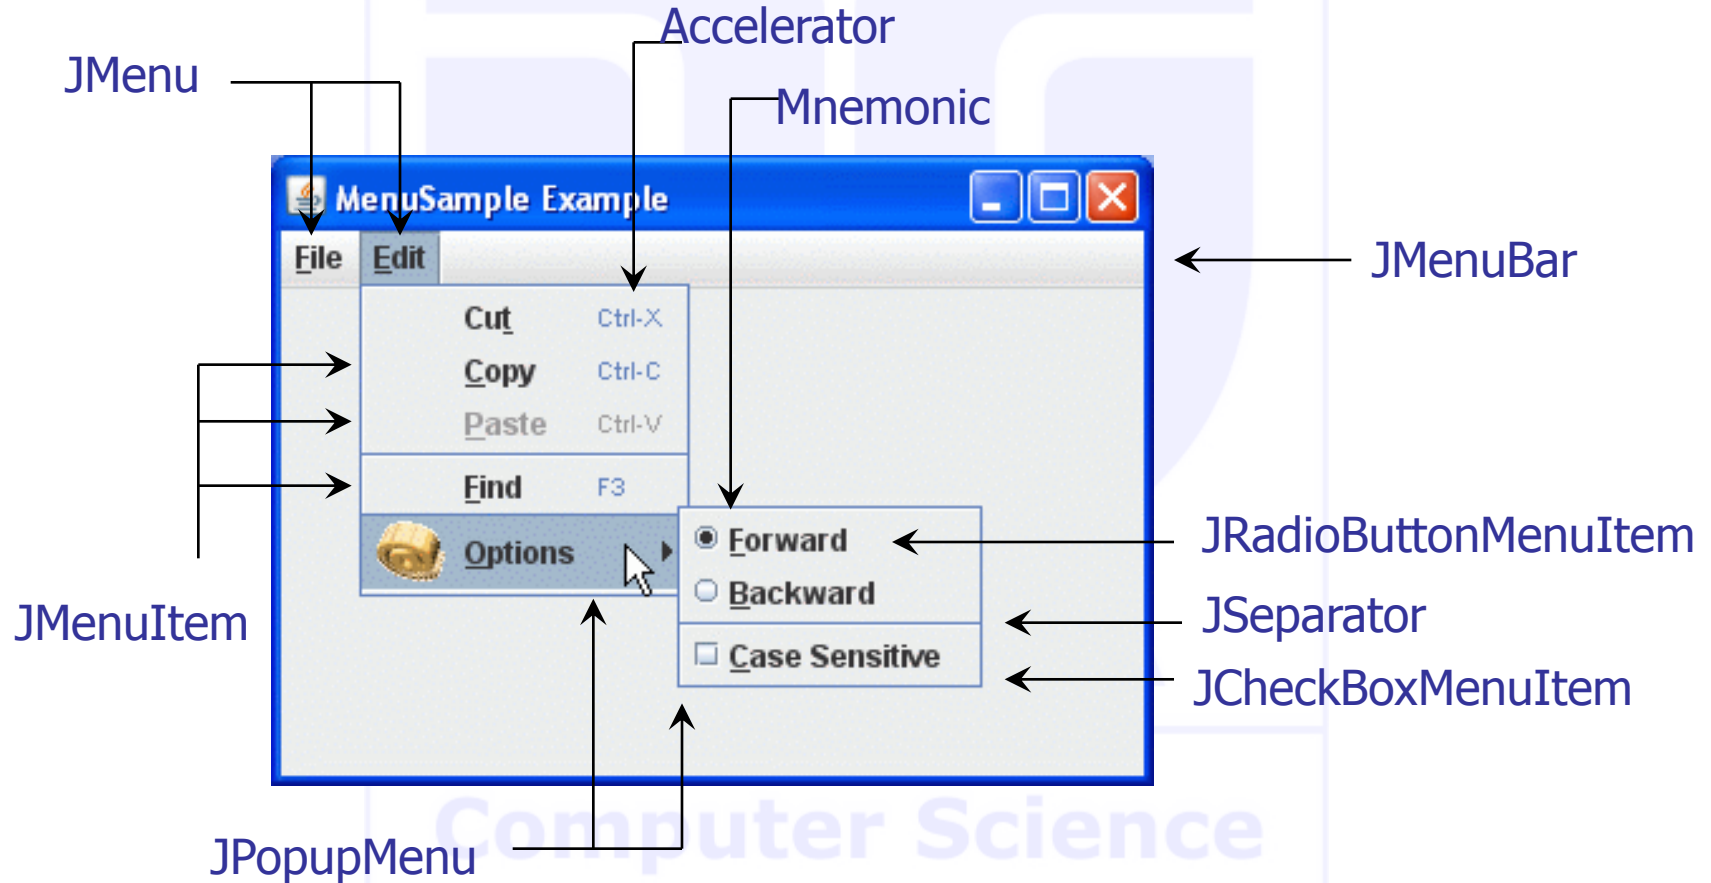 Accelerator
JMenu
Mnemonic
MenuSample Example
File Edit
JMenuBar
Cut Ctrl-X
Copy Ctrl-C
Paste Ctrl-V
Find F3
Options
Forward
Backward
Case Sensitive
JRadioButtonMenuItem
JSeparator
JCheckBoxMenuItem
JMenuItem
JPopupMenu
Computer Science